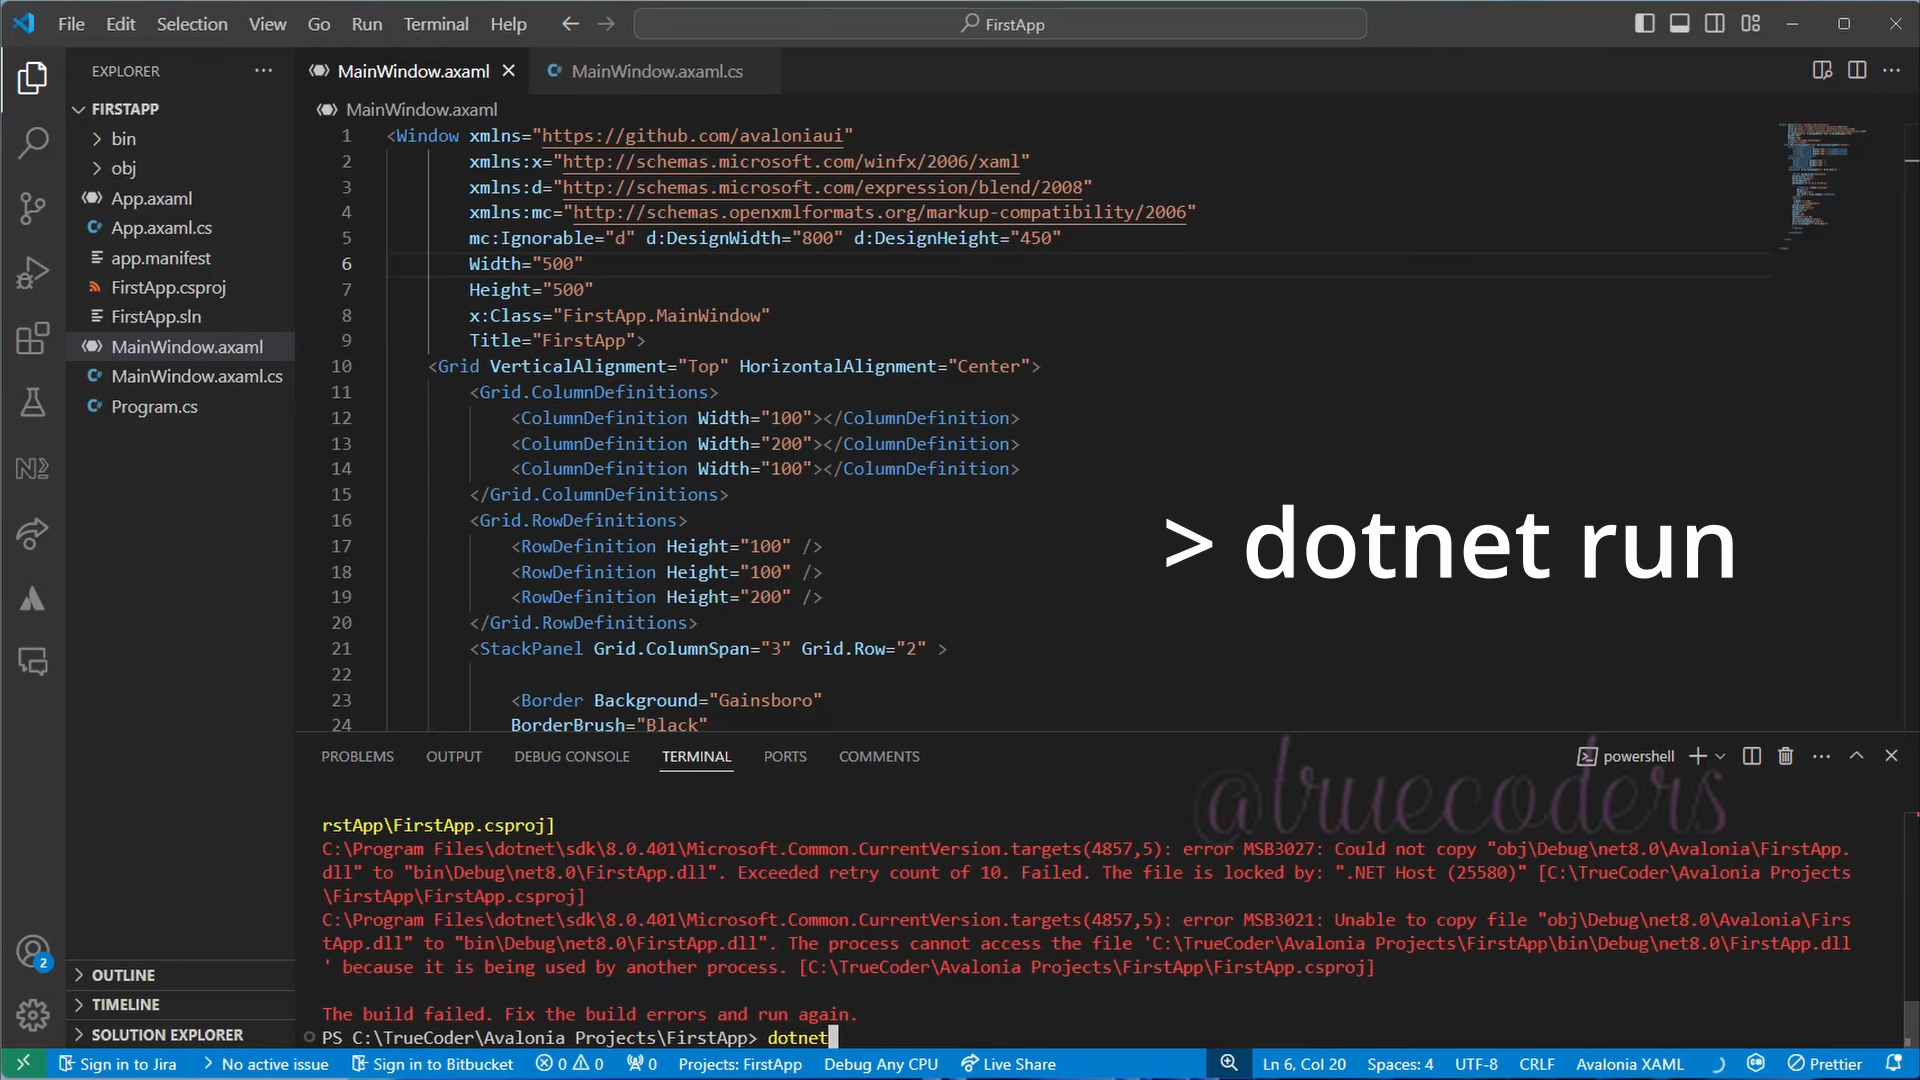 File Edit Selection View Go Run Terminal Help
FirstApp
EXPLORER
FIRSTAPP
bin
obj
App.axaml
App.axaml.cs
app.manifest
FirstApp.csproj
FirstApp.sln
MainWindow.axaml
MainWindow.axaml.cs
Program.cs
OUTLINE
TIMELINE
SOLUTION EXPLORER
2
MainWindow.axaml
MainWindow.axaml.cs
MainWindow.axaml
1 <Window xmlns="https://github.com/avaloniaui"
2 xmlns:x="http://schemas.microsoft.com/winfx/2006/xaml"
3 xmlns:d="http://schemas.microsoft.com/expression/blend/2008"
4 xmlns:mc="http://schemas.openxmlformats.org/markup-compatibility/2006"
5 mc:Ignorable="d" d:DesignWidth="800" d:DesignHeight="450"
6 Width="500"
7 Height="500"
8 x:Class="FirstApp.MainWindow"
9 Title="FirstApp">
10 <Grid VerticalAlignment="Top" HorizontalAlignment="Center">
11 <Grid.ColumnDefinitions>
12 <ColumnDefinition Width="100"></ColumnDefinition>
13 <ColumnDefinition Width="200"></ColumnDefinition>
14 <ColumnDefinition Width="100"></ColumnDefinition>
15 </Grid.ColumnDefinitions>
16 <Grid.RowDefinitions>
17 <RowDefinition Height="100" />
18 <RowDefinition Height="100" />
19 <RowDefinition Height="200" />
20 </Grid.RowDefinitions>
21 <StackPanel Grid.ColumnSpan="3" Grid.Row="2" >
22
23 <Border Background="Gainsboro"
24 BorderBrush="Black"
> dotnet run
PROBLEMS OUTPUT DEBUG CONSOLE TERMINAL PORTS COMMENTS
powershell
@truecoders
rstApp\FirstApp.csproj]
C:\Program Files\dotnet\sdk\8.0.401\Microsoft.Common.CurrentVersion.targets(4857,5): error MSB3027: Could not copy "obj\Debug\net8.0\Avalonia\FirstApp.
dll" to "bin\Debug\net8.0\FirstApp.dll". Exceeded retry count of 10. Failed. The file is locked by: ".NET Host (25580)" [C:\TrueCoder\Avalonia Projects
\FirstApp\FirstApp.csproj]
C:\Program Files\dotnet\sdk\8.0.401\Microsoft.Common.CurrentVersion.targets(4857,5): error MSB3021: Unable to copy file "obj\Debug\net8.0\Avalonia\Firs
tApp.dll" to "bin\Debug\net8.0\FirstApp.dll". The process cannot access the file 'C:\TrueCoder\Avalonia Projects\FirstApp\bin\Debug\net8.0\FirstApp.dll
' because it is being used by another process. [C:\TrueCoder\Avalonia Projects\FirstApp\FirstApp.csproj]
The build failed. Fix the build errors and run again.
PS C:\TrueCoder\Avalonia Projects\FirstApp> dotnet
Sign in to Jira No active issue Sign in to Bitbucket 0 0 0 Projects: FirstApp Debug Any CPU Live Share Ln 6, Col 20 Spaces: 4 UTF-8 CRLF Avalonia XAML Prettier